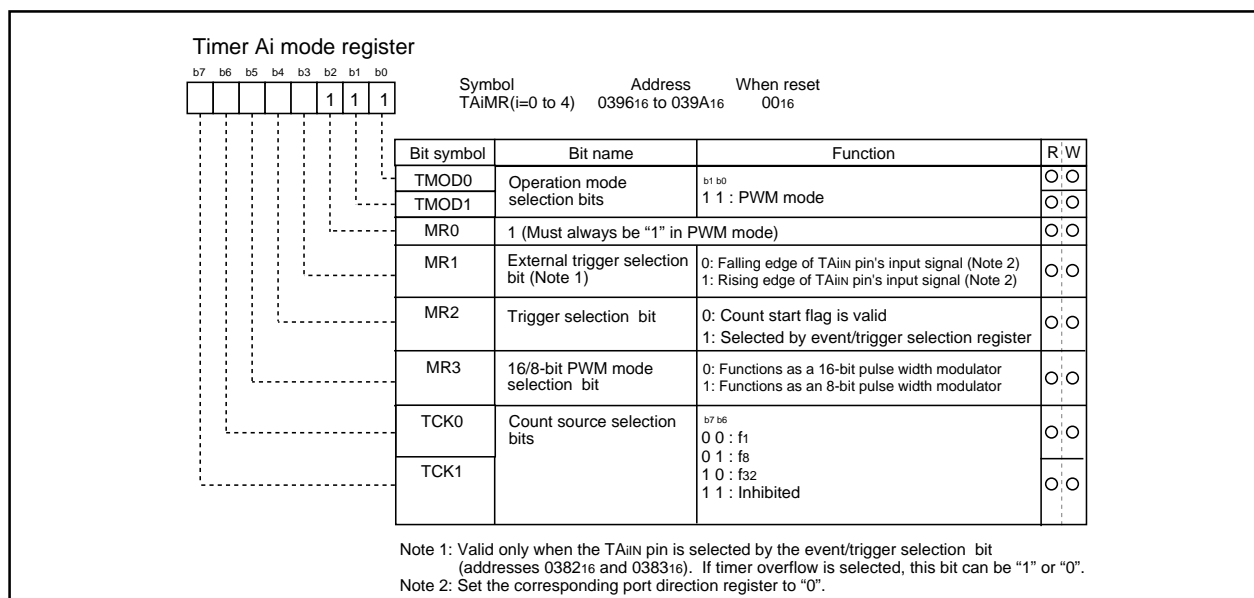 Timer Ai mode register
b7 b6 b5 b4 b3 b2 b1 b0
1 1 1
Symbol Address When reset
TAiMR(i=0 to 4) 039616 to 039A16 0016
Bit symbol Bit name Function R W
TMOD0 Operation mode selection bits
TMOD1
b1 b0
1 1 : PWM mode
MR0 1 (Must always be “1” in PWM mode)
MR1 External trigger selection
bit (Note 1)
0: Falling edge of TAiIN pin's input signal (Note 2)
1: Rising edge of TAiIN pin's input signal (Note 2)
MR2 Trigger selection bit
0: Count start flag is valid
1: Selected by event/trigger selection register
MR3 16/8-bit PWM mode
selection bit
0: Functions as a 16-bit pulse width modulator
1: Functions as an 8-bit pulse width modulator
TCK0 Count source selection
bits
TCK1
b7 b6
0 0 : f1
0 1 : f8
1 0 : f32
1 1 : Inhibited
Note 1: Valid only when the TAiIN pin is selected by the event/trigger selection bit
(addresses 038216 and 038316). If timer overflow is selected, this bit can be “1” or “0”.
Note 2: Set the corresponding port direction register to “0”.